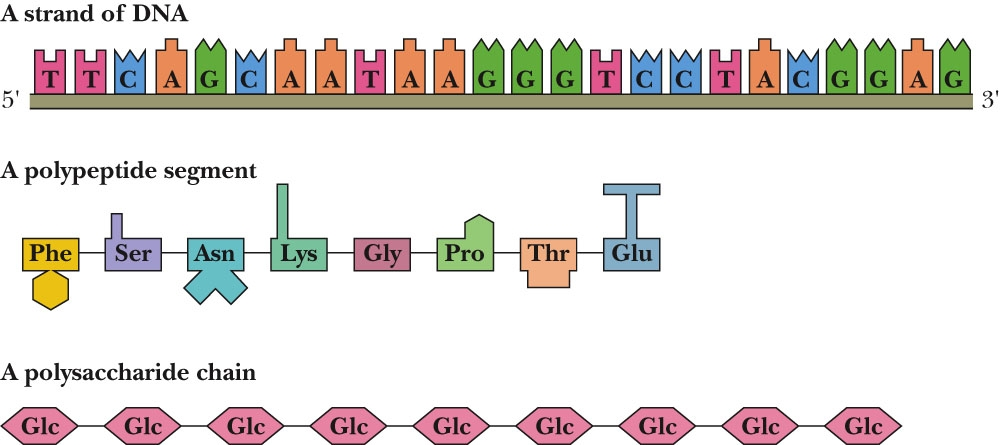 A strand of DNA
T T C A G C A A T A A G G G T C C T A C G G A G
5' 3'
A polypeptide segment
Phe Ser Asn Lys Gly Pro Thr Glu
A polysaccharide chain
Glc Glc Glc Glc Glc Glc Glc Glc Glc